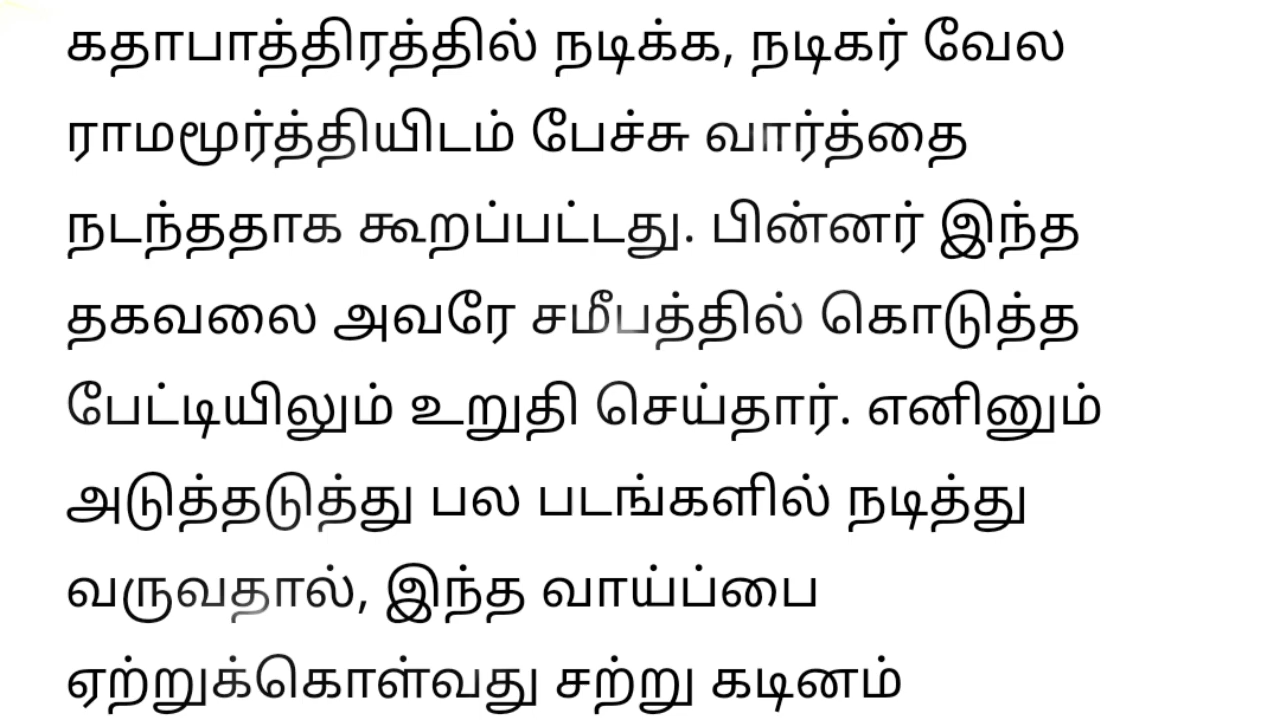 கதாபாத்திரத்தில் நடிக்க, நடிகர் வேல
ராமமூர்த்தியிடம் பேச்சு வார்த்தை
நடந்ததாக கூறப்பட்டது. பின்னர் இந்த
தகவலை அவரே சமீபத்தில் கொடுத்த
பேட்டியிலும் உறுதி செய்தார். எனினும்
அடுத்தடுத்து பல படங்களில் நடித்து
வருவதால், இந்த வாய்ப்பை
ஏற்றுக்கொள்வது சற்று கடினம்